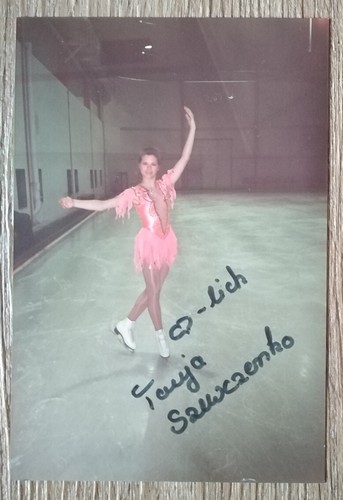 ♡-lich
Tanja
Szewczenko